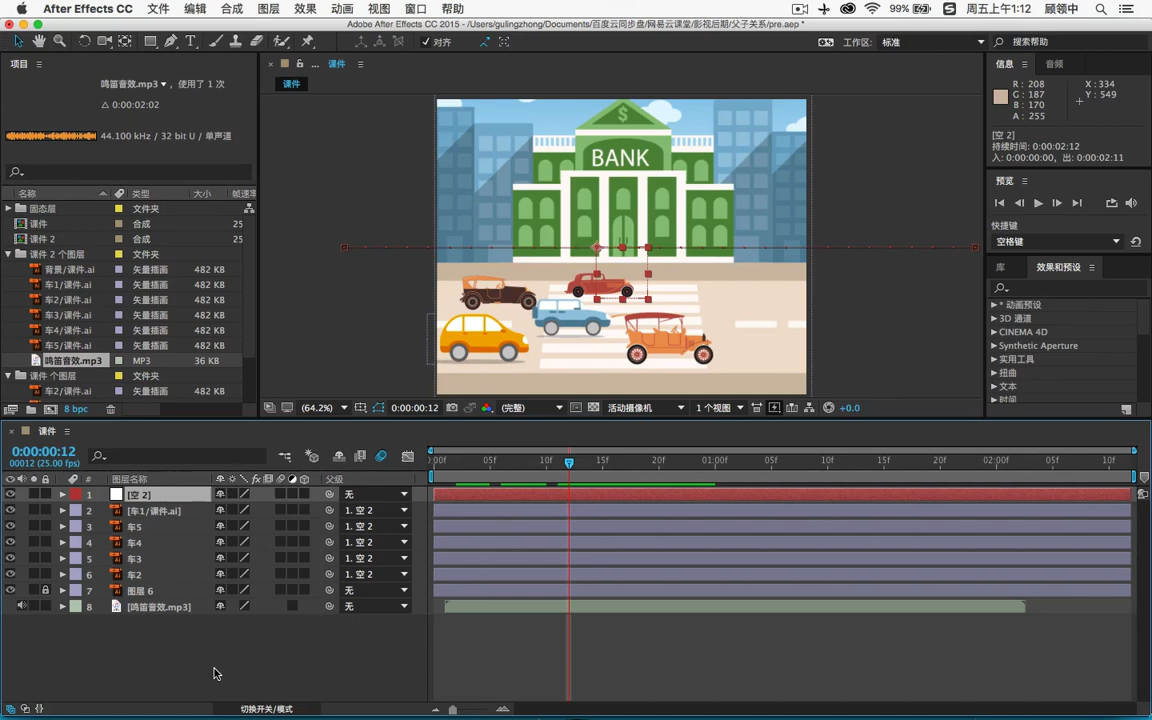 After Effects CC 文件 编辑 合成 图层 效果 动画 视图 窗口 帮助 99% 周五上午1:12 顾领中
Adobe After Effects CC 2015 - /Users/gulingzhong/Documents/百度云同步盘/网易云课堂/影视后期/父子关系/pre.aep *
对齐 工作区: 标准 搜索帮助
项目
鸣笛音效.mp3 , 使用了 1 次
△ 0:00:02:02
44.100 kHz / 32 bit U / 单声道
名称 类型 大小 帧速率
固态层 文件夹
课件 合成 25
课件 2 合成 25
课件 2 个图层 文件夹
背景/课件.ai 矢量插画 482 KB
车1/课件.ai 矢量插画 482 KB
车2/课件.ai 矢量插画 482 KB
车3/课件.ai 矢量插画 482 KB
车4/课件.ai 矢量插画 482 KB
车5/课件.ai 矢量插画 482 KB
鸣笛音效.mp3 MP3 36 KB
课件 个图层 文件夹
车2/课件.ai 矢量插画 482 KB
8 bpc
... 课件
课件
$
BANK
(64.2%) 0:00:00:12 (完整) 活动摄像机 1 个视图 +0.0
信息 音频
R : 208 X : 334
G : 187 Y : 549
B : 170
A : 255
[空 2]
持续时间: 0:00:02:12
入: 0:00:00:00, 出: 0:00:02:11
预览
快捷键
空格键
库 效果和预设
* 动画预设
3D 通道
CINEMA 4D
Synthetic Aperture
实用工具
扭曲
文本
时间
课件
0:00:00:12
00012 (25.00 fps)
:00f 05f 10f 15f 20f 01:00f 05f 10f 15f 20f 02:00f 05f 10f
# 图层名称 fx 父级
1 [空 2] 无
2 [车1/课件.ai] 1. 空 2
3 车5 1. 空 2
4 车4 1. 空 2
5 车3 1. 空 2
6 车2 1. 空 2
7 图层 6 无
8 [鸣笛音效.mp3] 无
切换开关/模式